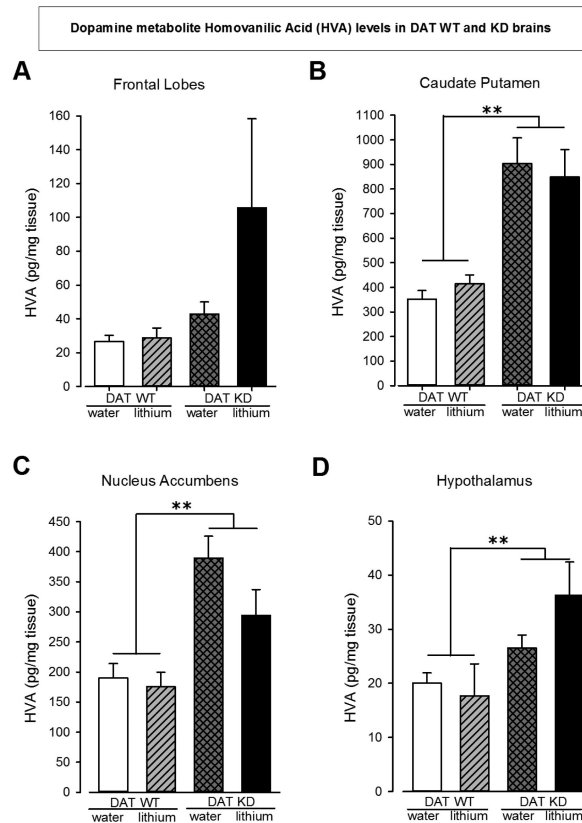 Dopamine metabolite Homovanilic Acid (HVA) levels in DAT WT and KD brains
A
Frontal Lobes
HVA (pg/mg tissue)
160
140
120
100
80
60
40
20
0
DAT WT DAT KD
water lithium water lithium
B
Caudate Putamen
HVA (pg/mg tissue)
1100
1000
900
800
700
600
500
400
300
200
100
0
**
DAT WT DAT KD
water lithium water lithium
C
Nucleus Accumbens
HVA (pg/mg tissue)
450
400
350
300
250
200
150
100
50
0
**
DAT WT DAT KD
water lithium water lithium
D
Hypothalamus
HVA (pg/mg tissue)
50
40
30
20
10
0
**
DAT WT DAT KD
water lithium water lithium